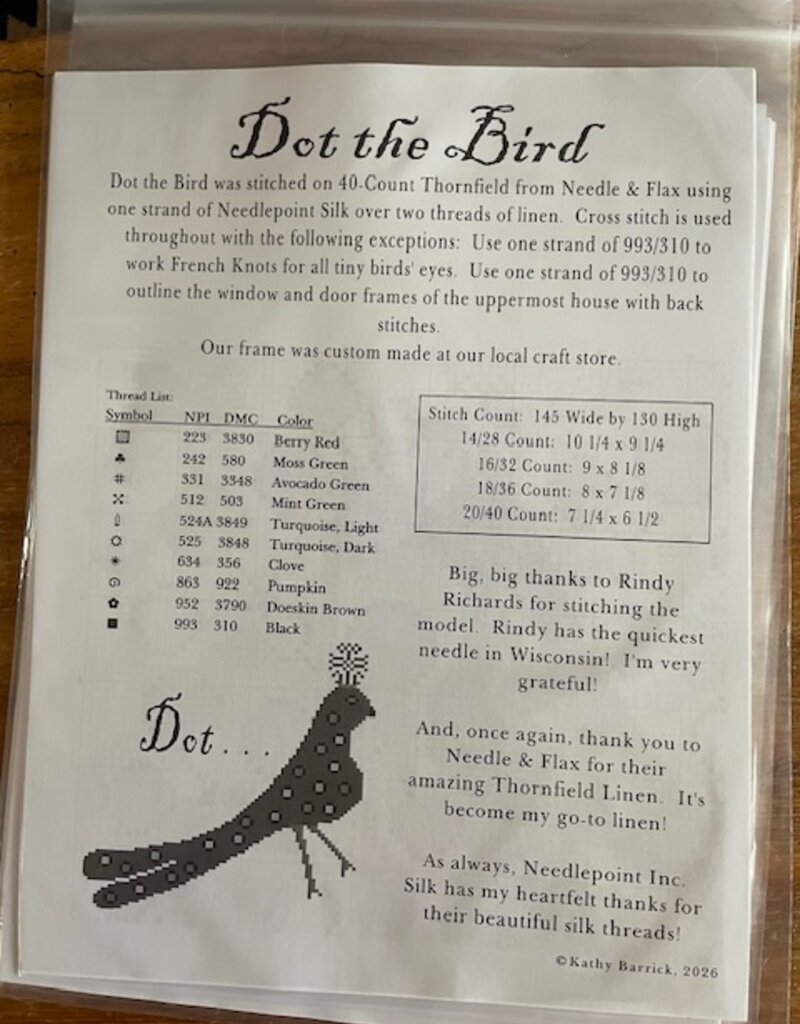 Dot the Bird
Dot the Bird was stitched on 40-Count Thornfield from Needle & Flax using
one strand of Needlepoint Silk over two threads of linen. Cross stitch is used
throughout with the following exceptions: Use one strand of 993/310 to
work French Knots for all tiny birds' eyes. Use one strand of 993/310 to
outline the window and door frames of the uppermost house with back
stitches.
Our frame was custom made at our local craft store.
Thread List:
Symbol NPI DMC Color
223 3830 Berry Red
242 580 Moss Green
331 3348 Avocado Green
512 503 Mint Green
524A 3849 Turquoise, Light
525 3848 Turquoise, Dark
634 356 Clove
863 922 Pumpkin
952 3790 Doeskin Brown
993 310 Black
Stitch Count: 145 Wide by 130 High
14/28 Count: 10 1/4 x 9 1/4
16/32 Count: 9 x 8 1/8
18/36 Count: 8 x 7 1/8
20/40 Count: 7 1/4 x 6 1/2
Big, big thanks to Rindy
Richards for stitching the
model. Rindy has the quickest
needle in Wisconsin! I'm very
grateful!
Dot...
And, once again, thank you to
Needle & Flax for their
amazing Thornfield Linen. It's
become my go-to linen!
As always, Needlepoint Inc.
Silk has my heartfelt thanks for
their beautiful silk threads!
©Kathy Barrick, 2026